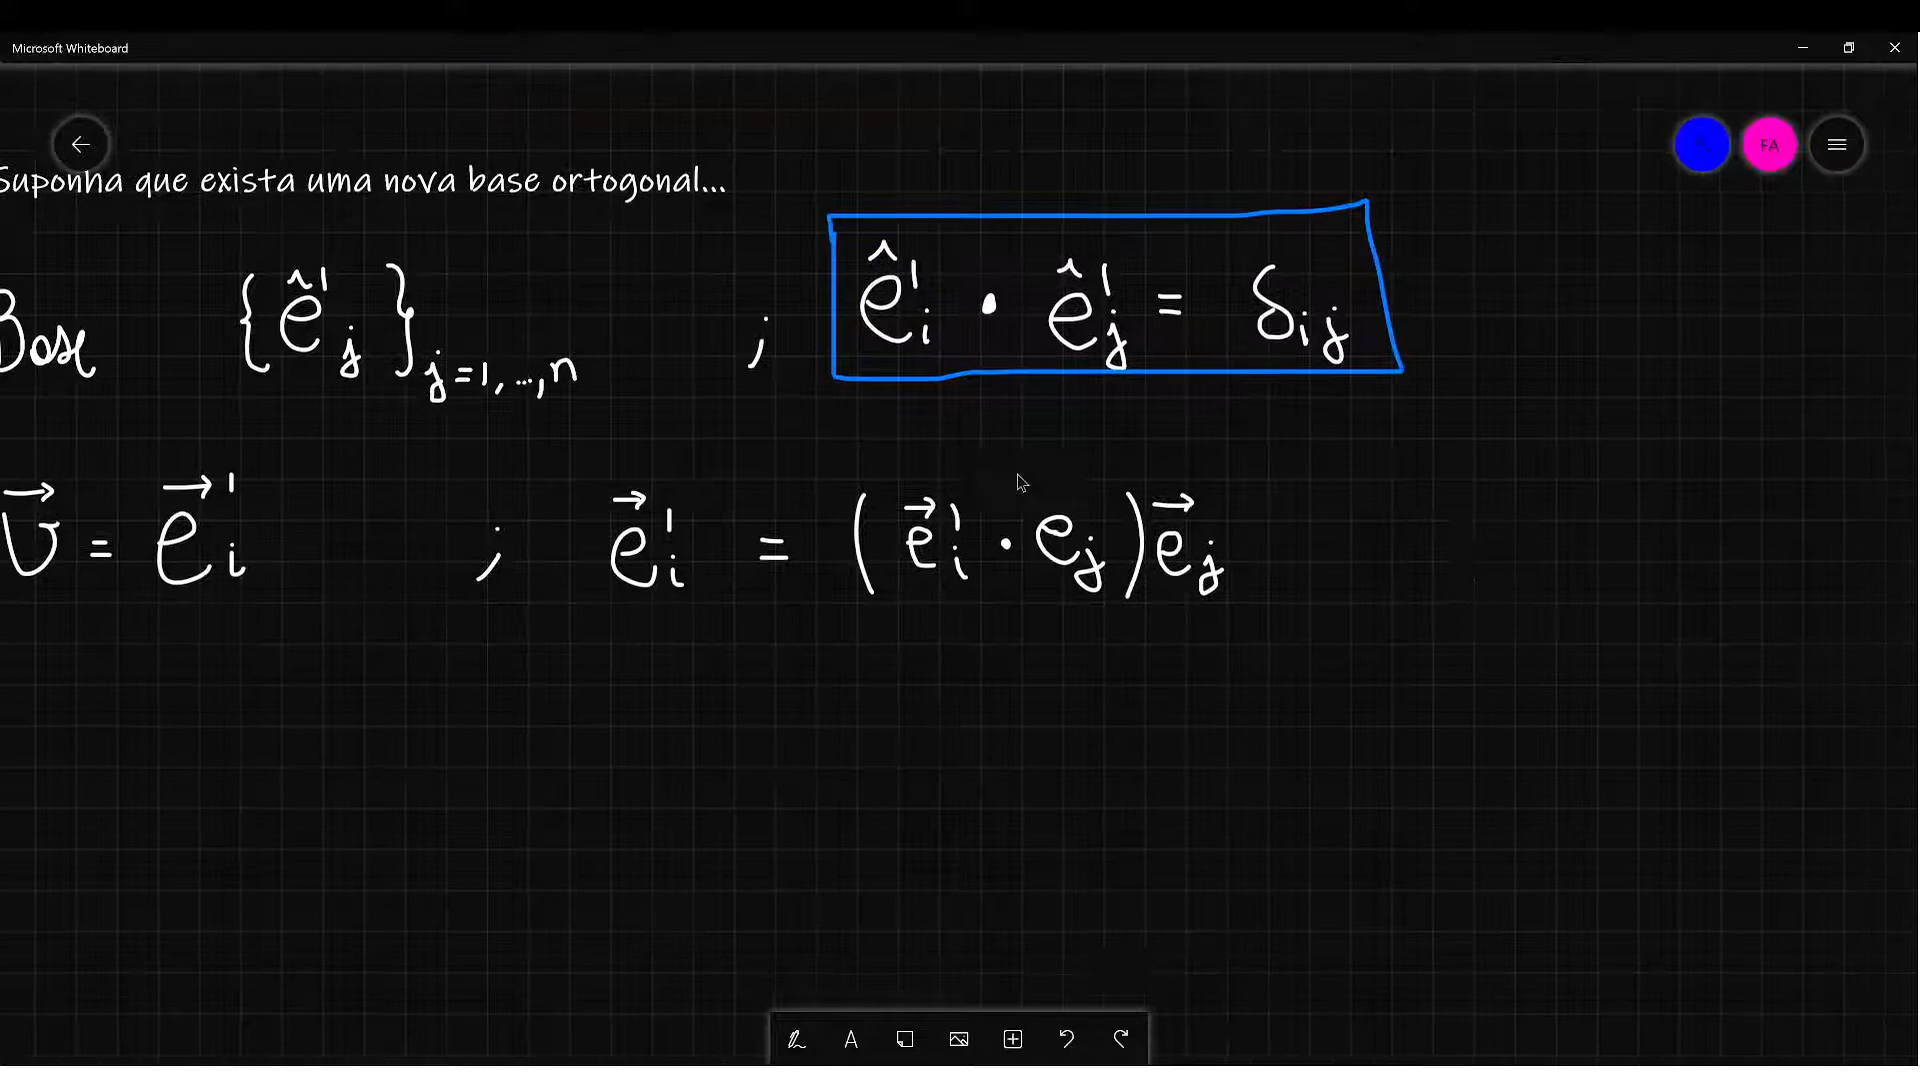 Microsoft Whiteboard
FA
Suponha que exista uma nova base ortogonal...
Base { ê'_j }_{j=1,...,n} ; ê'_i • ê'_j = δ_ij
v⃗ = e⃗'_i ; e⃗'_i = ( e⃗'_i · e_j ) e⃗_j
A